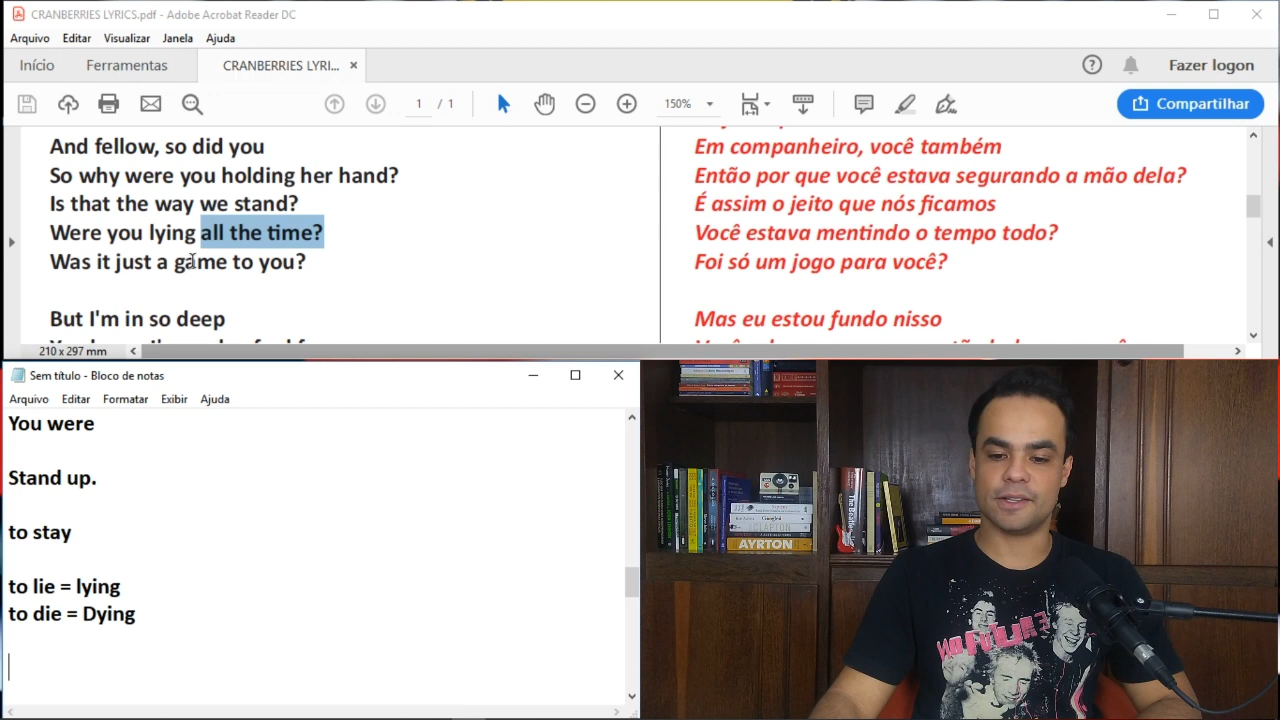 CRANBERRIES LYRICS.pdf - Adobe Acrobat Reader DC
Arquivo Editar Visualizar Janela Ajuda
Início Ferramentas CRANBERRIES LYRI... × Fazer logon
1 / 1 150% Compartilhar
And fellow, so did you
So why were you holding her hand?
Is that the way we stand?
Were you lying all the time?
Was it just a game to you?
But I'm in so deep
Em companheiro, você também
Então por que você estava segurando a mão dela?
É assim o jeito que nós ficamos
Você estava mentindo o tempo todo?
Foi só um jogo para você?
Mas eu estou fundo nisso
210 x 297 mm
Sem título - Bloco de notas
Arquivo Editar Formatar Exibir Ajuda
You were
Stand up.
to stay
to lie = lying
to die = Dying
The Beatles
Google
CLAPTON
AYRTON
NO FUTURE